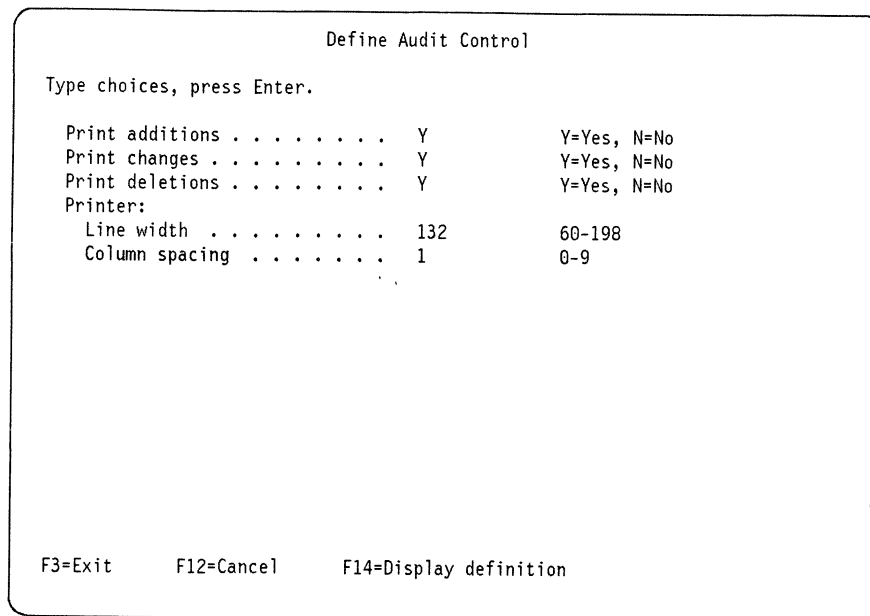 Define Audit Control
Type choices, press Enter.
Print additions . . . . . . . . Y Y=Yes, N=No
Print changes . . . . . . . . . Y Y=Yes, N=No
Print deletions . . . . . . . . Y Y=Yes, N=No
Printer:
Line width . . . . . . . . . 132 60-198
Column spacing . . . . . . . 1 0-9
F3=Exit F12=Cancel F14=Display definition